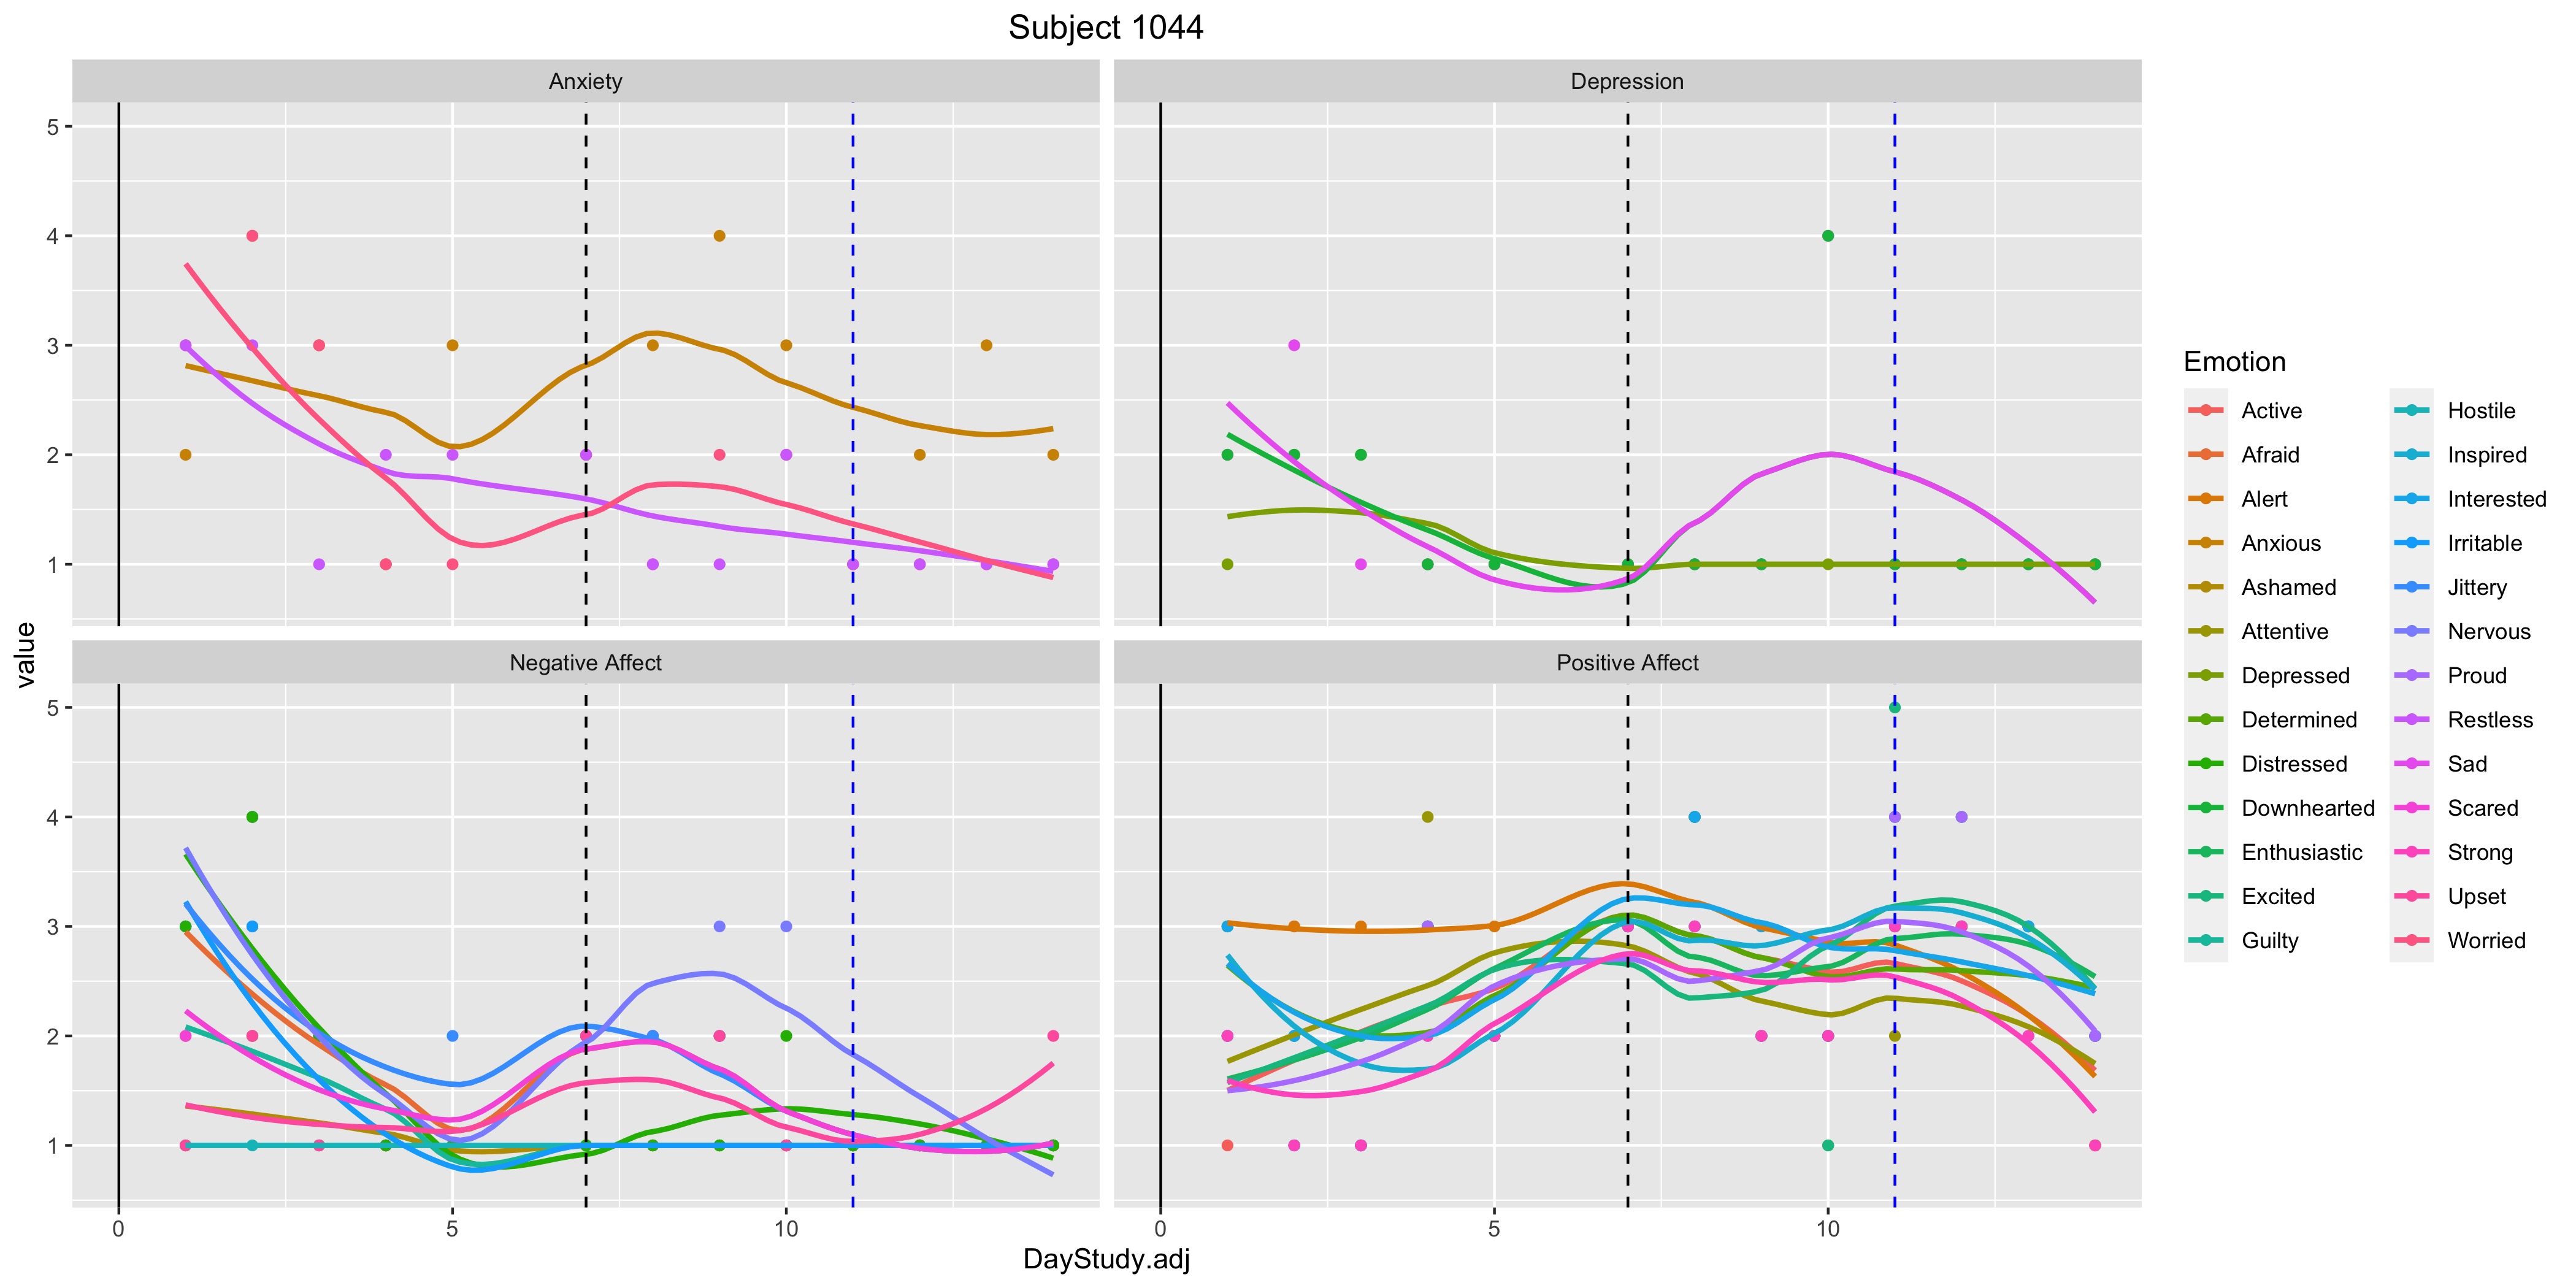 Subject 1044
Anxiety
Depression
5
4
3
2
1
value
Negative Affect
Positive Affect
5
4
3
2
1
0
5
10
0
5
10
DayStudy.adj
Emotion
Active
Afraid
Alert
Anxious
Ashamed
Attentive
Depressed
Determined
Distressed
Downhearted
Enthusiastic
Excited
Guilty
Hostile
Inspired
Interested
Irritable
Jittery
Nervous
Proud
Restless
Sad
Scared
Strong
Upset
Worried